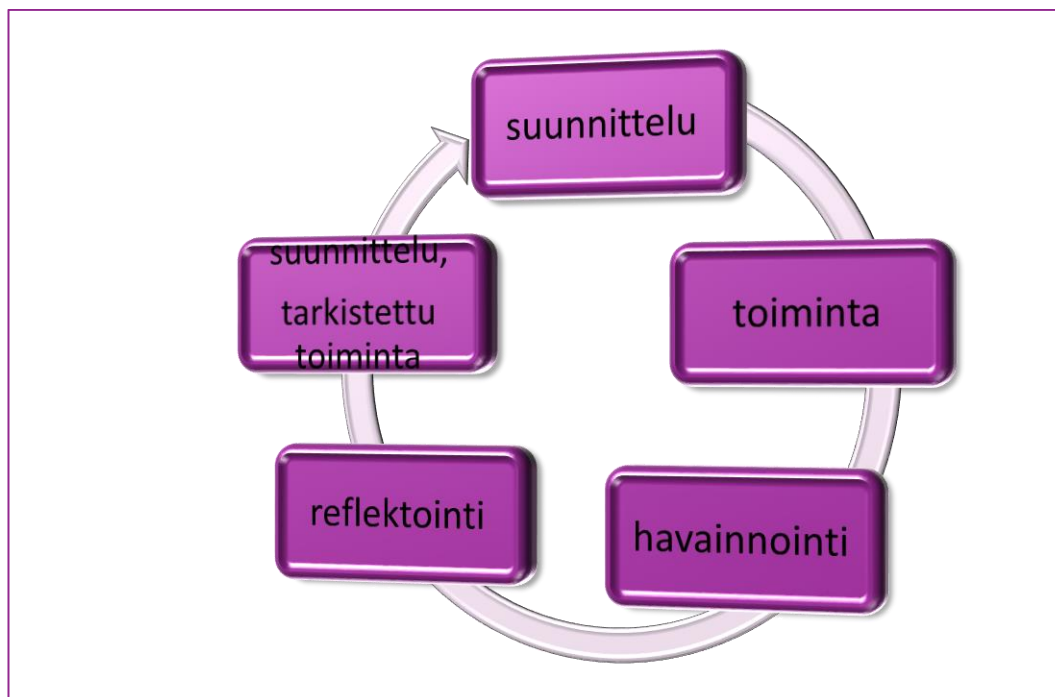 suunnittelu
toiminta
havainnointi
reflektointi
suunnittelu,
tarkistettu
toiminta